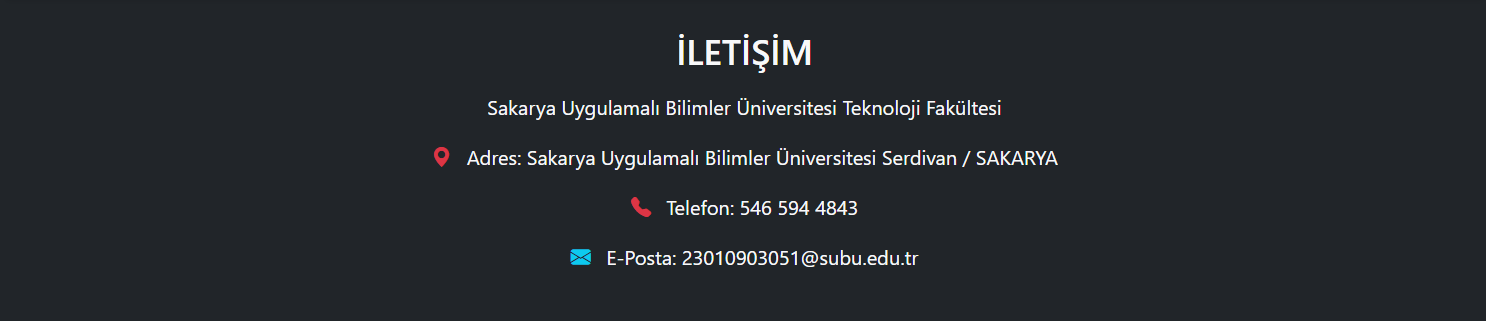 İLETİŞİM
Sakarya Uygulamalı Bilimler Üniversitesi Teknoloji Fakültesi
Adres: Sakarya Uygulamalı Bilimler Üniversitesi Serdivan / SAKARYA
Telefon: 546 594 4843
E-Posta: 23010903051@subu.edu.tr